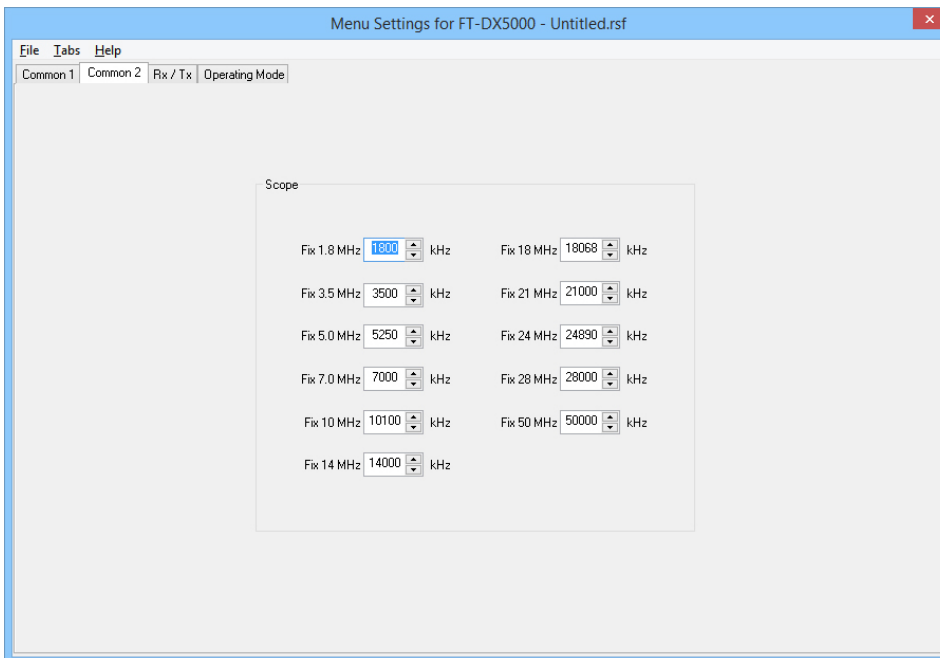 Menu Settings for FT-DX5000 - Untitled.rsf
File Tabs Help
Common 1 Common 2 Rx / Tx Operating Mode
Scope
Fix 1.8 MHz 1800 kHz Fix 18 MHz 18068 kHz
Fix 3.5 MHz 3500 kHz Fix 21 MHz 21000 kHz
Fix 5.0 MHz 5250 kHz Fix 24 MHz 24890 kHz
Fix 7.0 MHz 7000 kHz Fix 28 MHz 28000 kHz
Fix 10 MHz 10100 kHz Fix 50 MHz 50000 kHz
Fix 14 MHz 14000 kHz